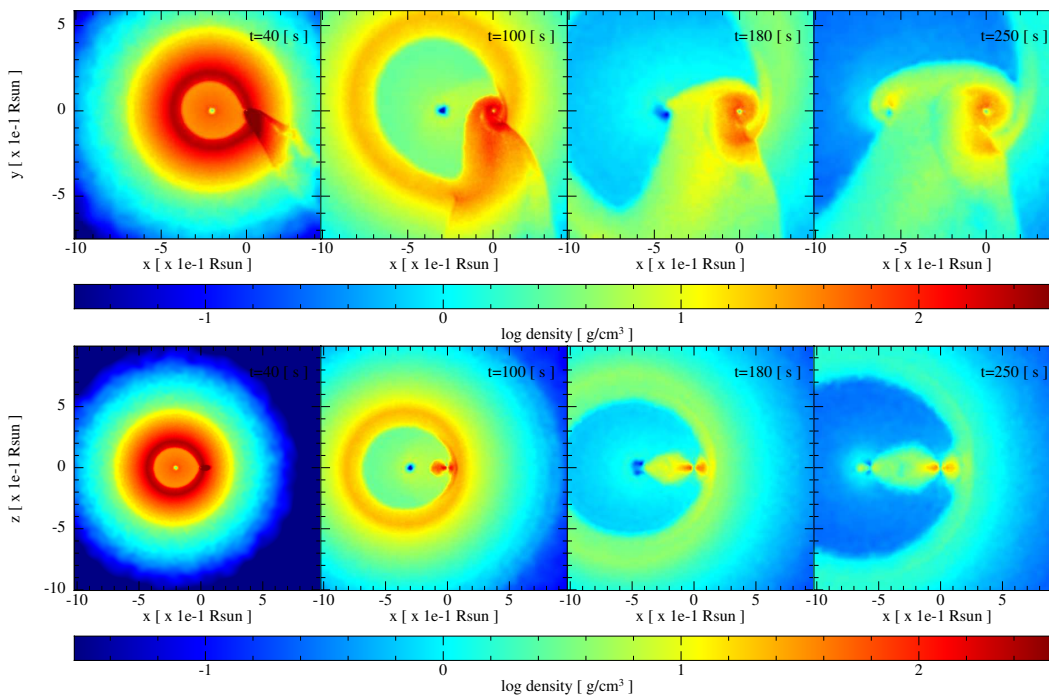 t=40 [ s ] t=100 [ s ] t=180 [ s ] t=250 [ s ]
5
0
-5
y [ x 1e-1 Rsun ]
-10 -5 0 -10 -5 0 -10 -5 0 -10 -5 0
x [ x 1e-1 Rsun ] x [ x 1e-1 Rsun ] x [ x 1e-1 Rsun ] x [ x 1e-1 Rsun ]
-1 0 1 2
log density [ g/cm³ ]
10 t=40 [ s ] t=100 [ s ] t=180 [ s ] t=250 [ s ]
5
0
-5
-10
z [ x 1e-1 Rsun ]
-5 0 5 -10 -5 0 5 -10 -5 0 5 -10 -5 0 5
x [ x 1e-1 Rsun ] x [ x 1e-1 Rsun ] x [ x 1e-1 Rsun ] x [ x 1e-1 Rsun ]
-1 0 1 2
log density [ g/cm³ ]